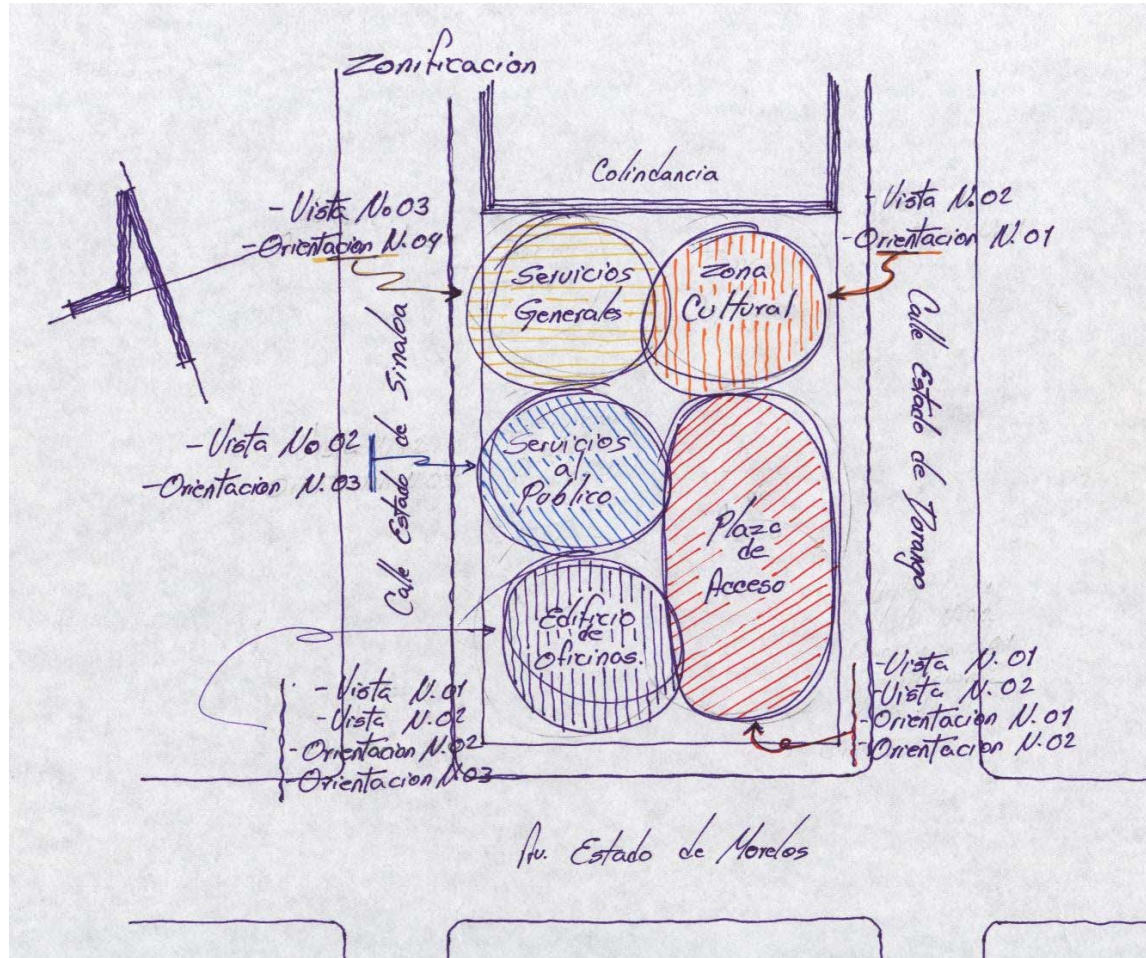 Zonificacion
Colindancia
- Vista No 03
- Orientacion N. 04
- Vista N. 02
- Orientacion N. 01
Servicios
Generales
Zona
Cultural
Calle Estado de Sinaloa
Calle Estado de Durango
- Vista No 02
- Orientacion N. 03
Servicios
al
Publico
Plaza
de
Acceso
Edificio
de
Oficinas.
- Vista N. 01
- Vista N. 02
- Orientacion N. 02
- Orientacion N. 03
- Vista N. 01
- Vista N. 02
- Orientacion N. 01
- Orientacion N. 02
Av. Estado de Morelos